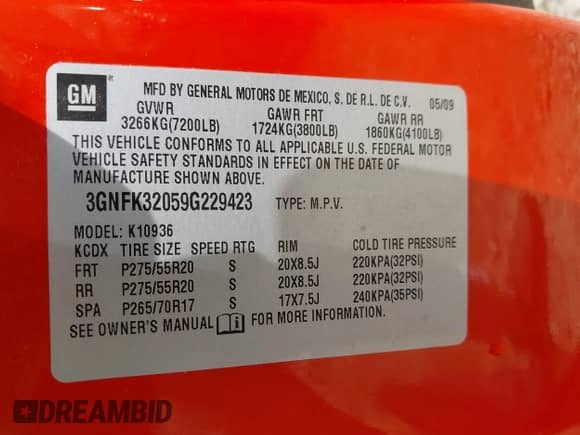 GM
MFD BY GENERAL MOTORS DE MEXICO, S. DE R.L. DE C.V. 05/09
GVWR GAWR FRT GAWR RR
3266KG(7200LB) 1724KG(3800LB) 1860KG(4100LB)
THIS VEHICLE CONFORMS TO ALL APPLICABLE U.S. FEDERAL MOTOR
VEHICLE SAFETY STANDARDS IN EFFECT ON THE DATE OF
MANUFACTURE SHOWN ABOVE.
3GNFK32059G229423 TYPE: M.P.V.
MODEL: K10936
KCDX TIRE SIZE SPEED RTG RIM COLD TIRE PRESSURE
FRT P275/55R20 S 20X8.5J 220KPA(32PSI)
RR P275/55R20 S 20X8.5J 220KPA(32PSI)
SPA P265/70R17 S 17X7.5J 240KPA(35PSI)
SEE OWNER'S MANUAL FOR MORE INFORMATION.
DREAMBID